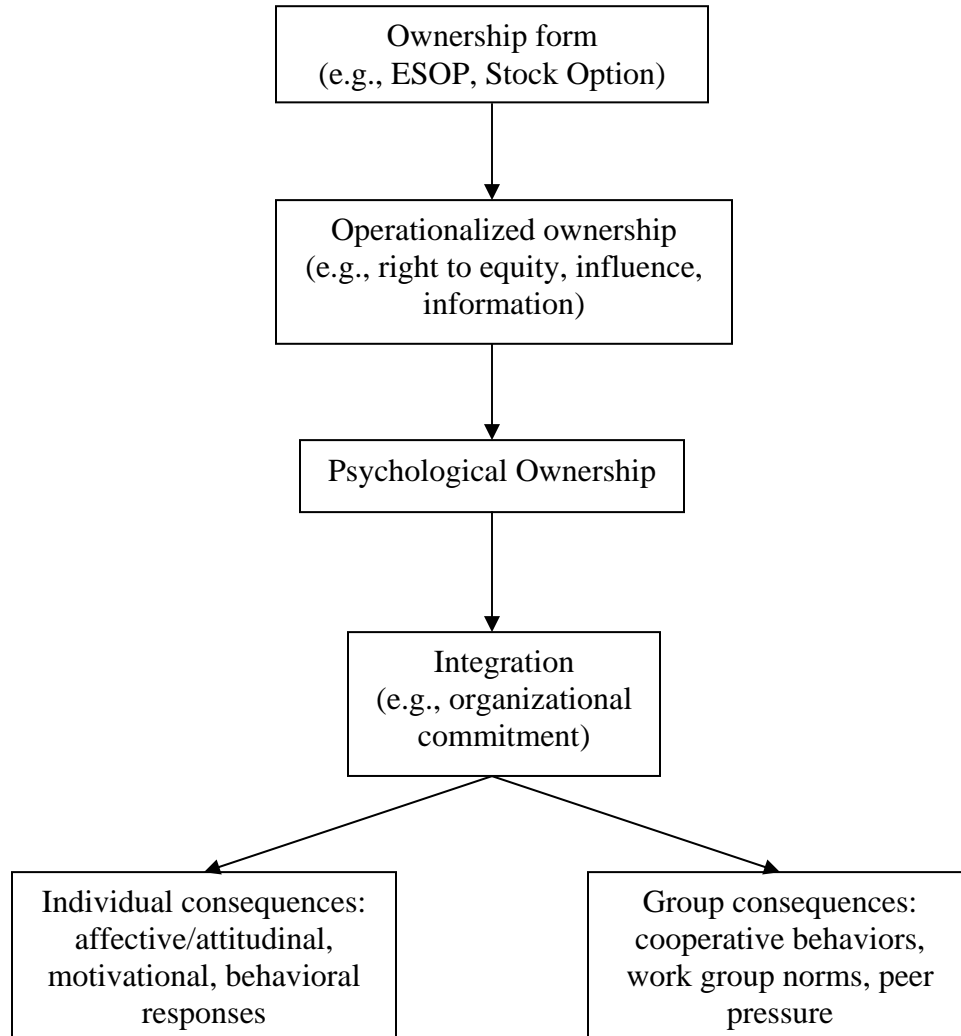 Ownership form
(e.g., ESOP, Stock Option)
Operationalized ownership
(e.g., right to equity, influence,
information)
Psychological Ownership
Integration
(e.g., organizational
commitment)
Individual consequences:
affective/attitudinal,
motivational, behavioral
responses
Group consequences:
cooperative behaviors,
work group norms, peer
pressure